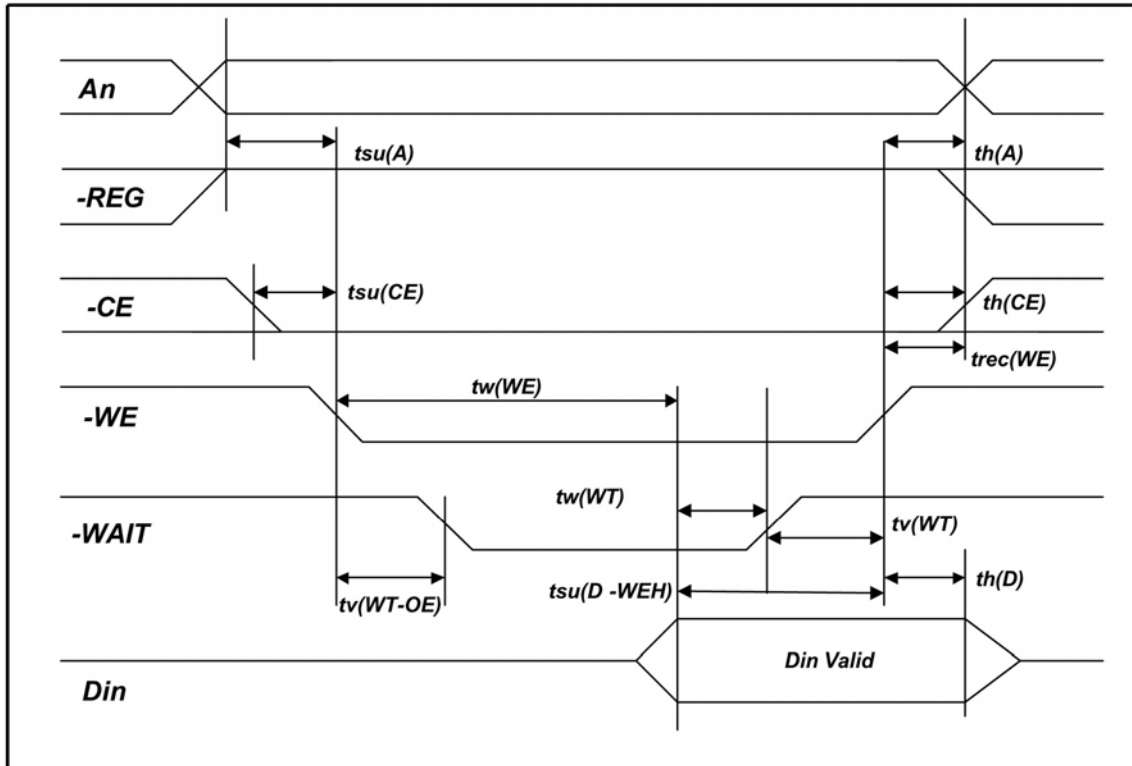 An
tsu(A)
th(A)
-REG
tsu(CE)
-CE
th(CE)
trec(WE)
tw(WE)
-WE
tw(WT)
-WAIT
tv(WT)
tsu(D -WEH)
th(D)
tv(WT-OE)
Din Valid
Din